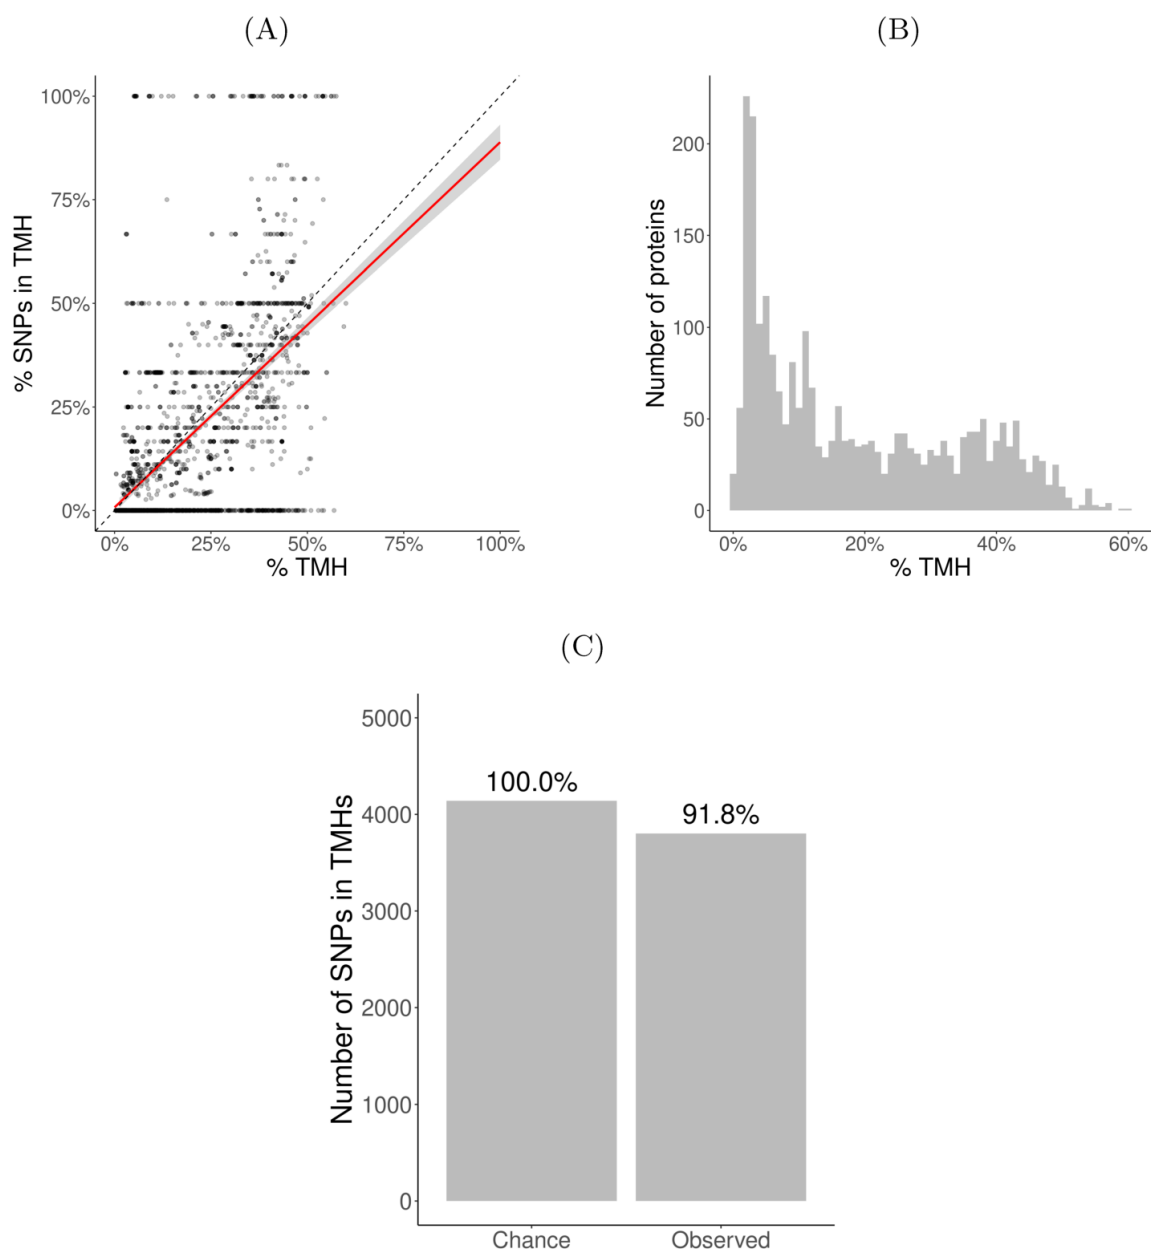 (A)
100%
75%
50%
25%
0%
% SNPs in TMH
0% 25% 50% 75% 100%
% TMH
(B)
200
150
100
50
0
Number of proteins
0% 20% 40% 60%
% TMH
(C)
5000
4000
3000
2000
1000
0
Number of SNPs in TMHs
100.0%
91.8%
Chance Observed